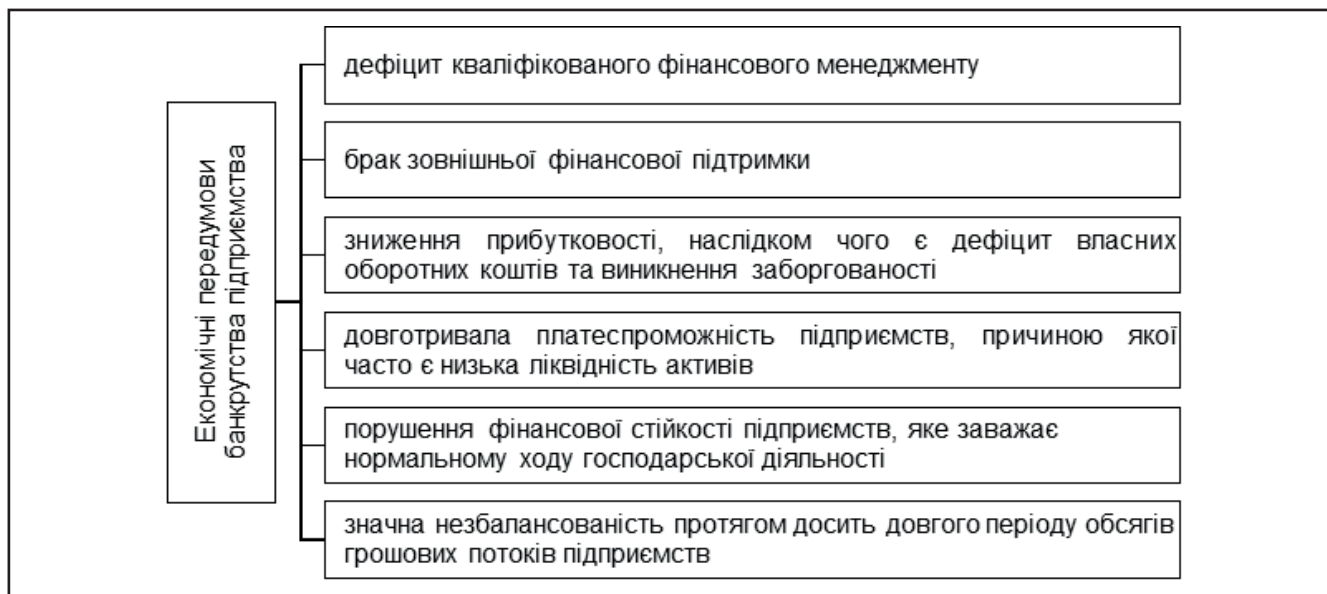 Економічні передумови
банкрутства підприємства
дефіцит кваліфікованого фінансового менеджменту
брак зовнішньої фінансової підтримки
зниження прибутковості, наслідком чого є дефіцит власних
оборотних коштів та виникнення заборгованості
довготривала платеспроможність підприємств, причиною якої
часто є низька ліквідність активів
порушення фінансової стійкості підприємств, яке заважає
нормальному ходу господарської діяльності
значна незбалансованість протягом досить довгого періоду обсягів
грошових потоків підприємств